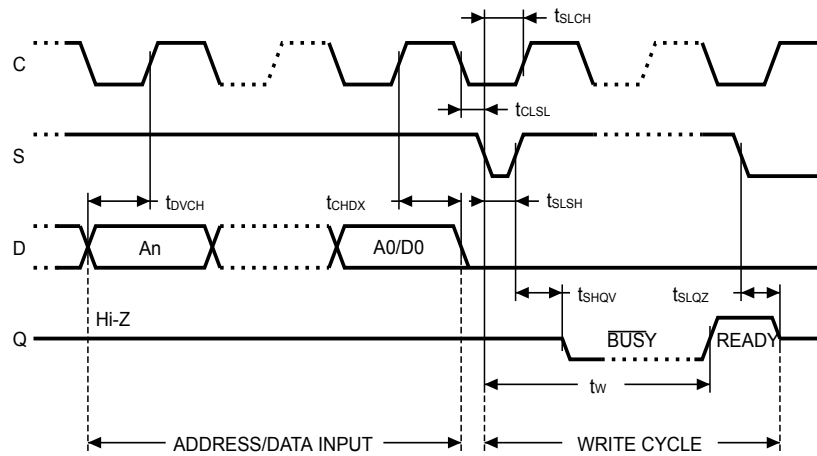 tSLCH
C
tCLSL
S
tDVCH
tCHDX
tSLSH
D
An
A0/D0
tSHQV
tSLQZ
Hi-Z
Q
BUSY
READY
tW
ADDRESS/DATA INPUT
WRITE CYCLE